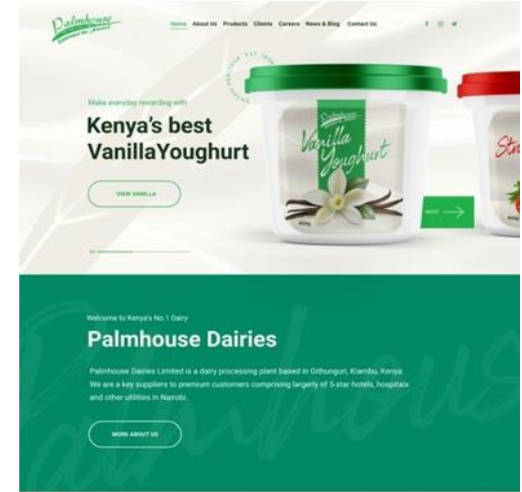 Palmhouse
Home About Us Products Clients Careers News & Blog Contact Us
Make everyday rewarding with
Kenya's best
VanillaYoughurt
VIEW VANILLA
Palmhouse
Vanilla
Youghurt
450g
NEXT
Welcome to Kenya's No.1 Dairy
Palmhouse Dairies
Palmhouse Dairies Limited is a dairy processing plant based in Githunguri, Kiambu, Kenya.
We are a key suppliers to premium customers comprising largerly of 5-star hotels, hospitals
and other utilities in Nairobi.
MORE ABOUT US